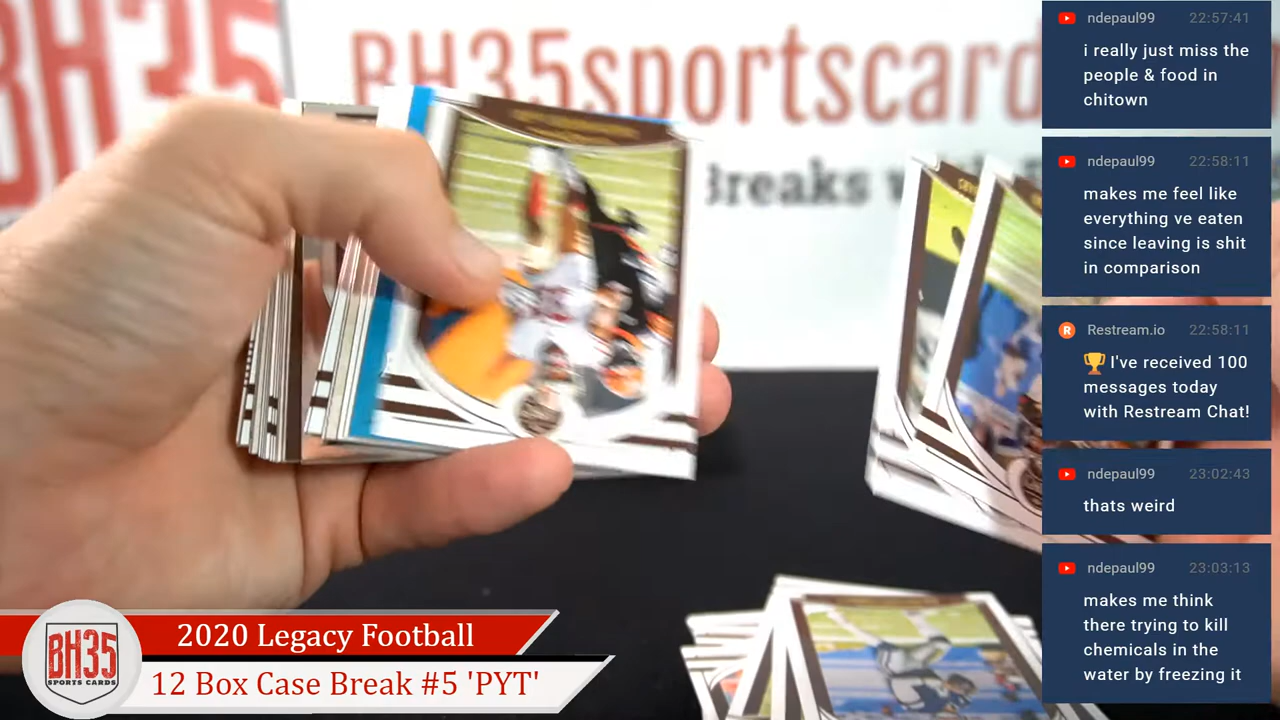 BH35
BH35sportscard
Breaks
ndepaul99 22:57:41
i really just miss the
people & food in
chitown
ndepaul99 22:58:11
makes me feel like
everything ve eaten
since leaving is shit
in comparison
R Restream.io 22:58:11
🏆 I've received 100
messages today
with Restream Chat!
ndepaul99 23:02:43
thats weird
ndepaul99 23:03:13
makes me think
there trying to kill
chemicals in the
water by freezing it
BH35
SPORTS CARDS
2020 Legacy Football
12 Box Case Break #5 'PYT'